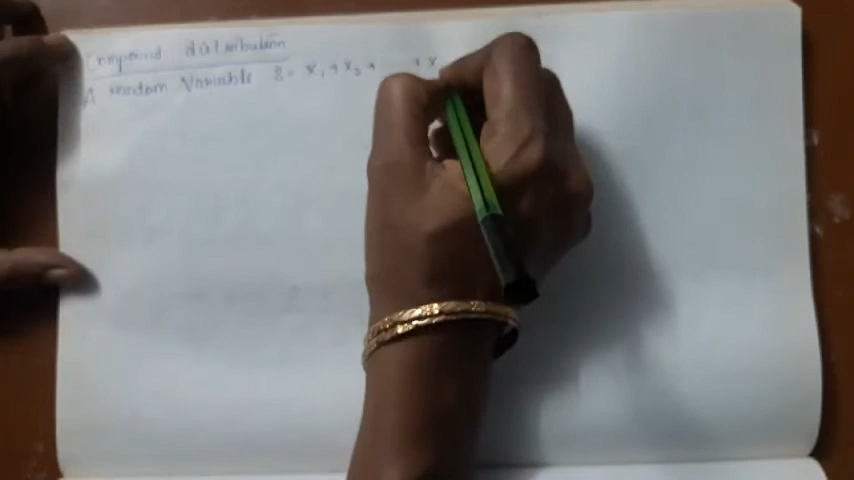 Compound distribution
A random Variable S = X₁ + X₂ + ... + X